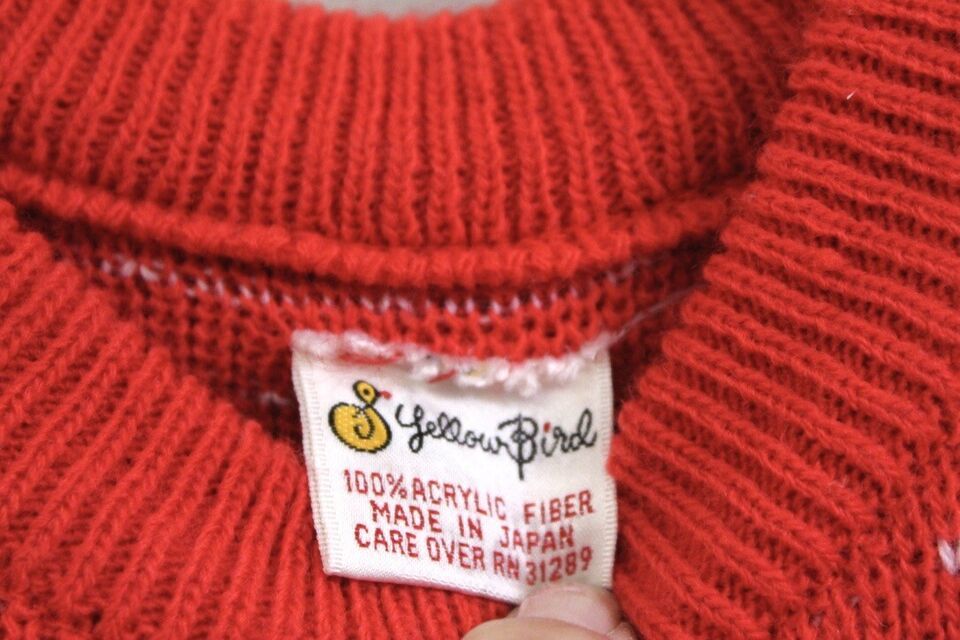 Yellow Bird
100% ACRYLIC FIBER
MADE IN JAPAN
CARE OVER RN 31289